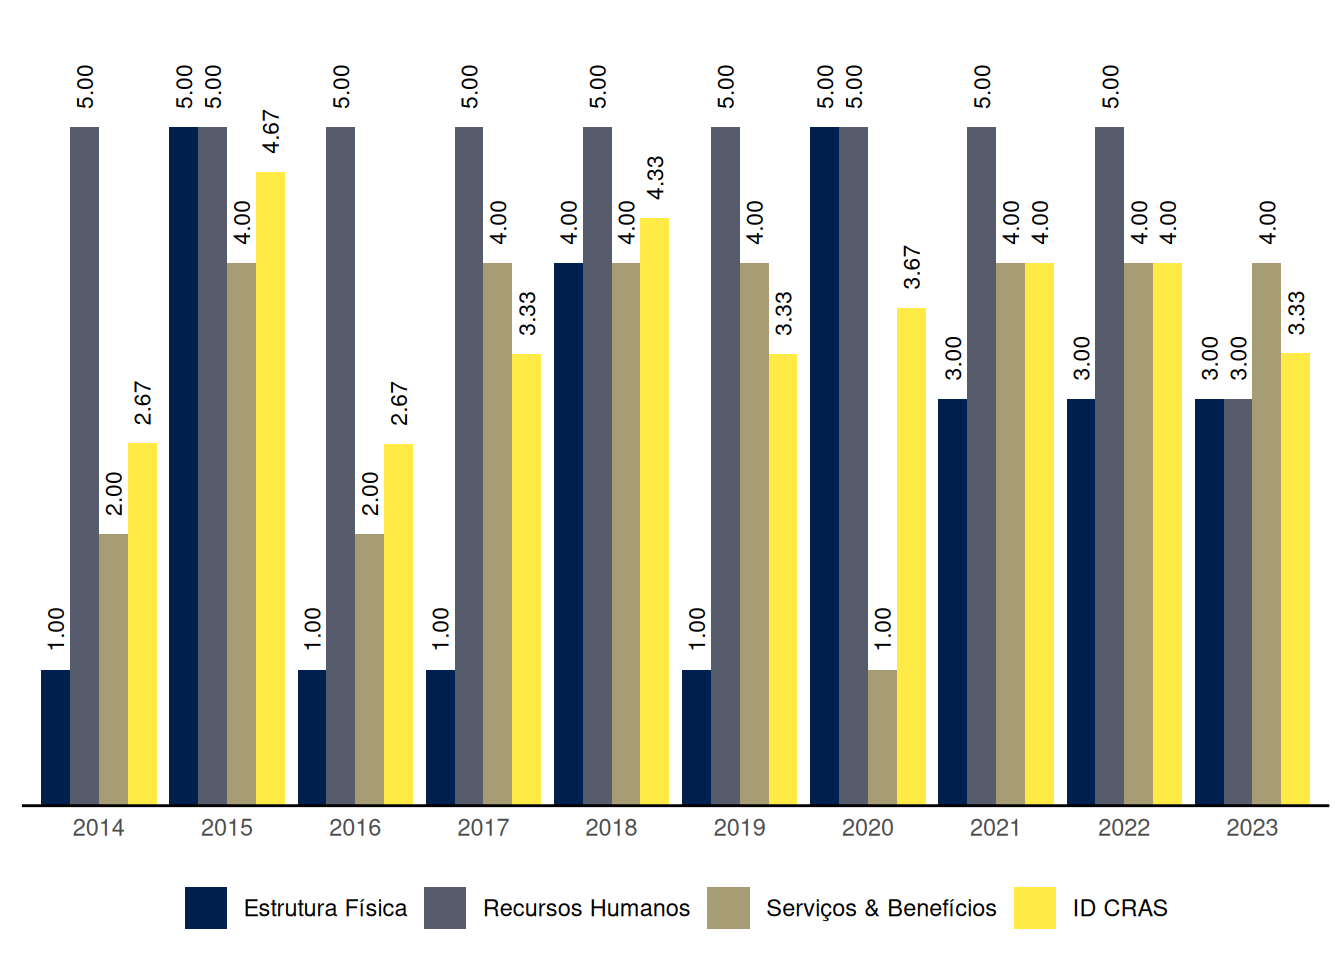 1.00 5.00 2.00 2.67
5.00 5.00 4.00 4.67
1.00 5.00 2.00 2.67
1.00 5.00 4.00 3.33
4.00 5.00 4.00 4.33
1.00 5.00 4.00 3.33
5.00 5.00 1.00 3.67
3.00 5.00 4.00 4.00
3.00 5.00 4.00 4.00
3.00 3.00 4.00 3.33
2014 2015 2016 2017 2018 2019 2020 2021 2022 2023
Estrutura Física Recursos Humanos Serviços & Benefícios ID CRAS